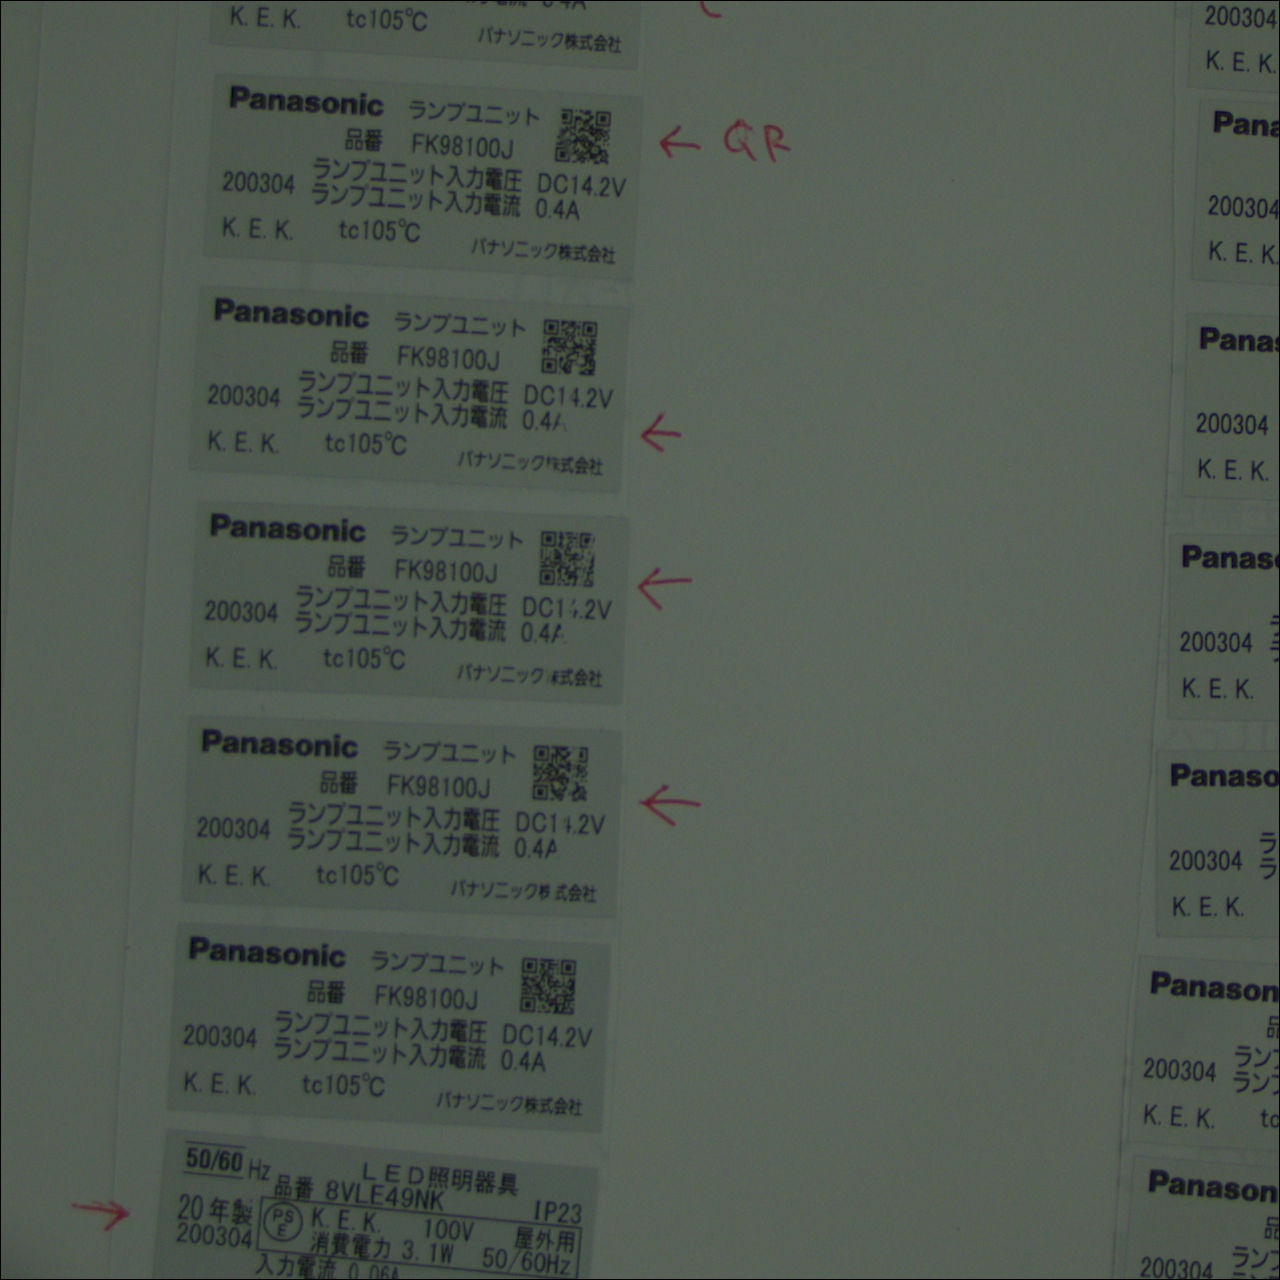 K. E. K. tc105℃ パナソニック株式会社
Panasonic ランプユニット
品番 FK98100J
← QR
ランプユニット入力電圧 DC14.2V
200304 ランプユニット入力電流 0.4A
K. E. K. tc105℃
パナソニック株式会社
Panasonic ランプユニット
品番 FK98100J
ランプユニット入力電圧 DC14.2V
200304 ランプユニット入力電流 0.4A
K. E. K. tc105℃
パナソニック株式会社
Panasonic ランプユニット
品番 FK98100J
ランプユニット入力電圧 DC14.2V
200304 ランプユニット入力電流 0.4A
K. E. K. tc105℃
パナソニック株式会社
Panasonic ランプユニット
品番 FK98100J
ランプユニット入力電圧 DC14.2V
200304 ランプユニット入力電流 0.4A
K. E. K. tc105℃
パナソニック株式会社
Panasonic ランプユニット
品番 FK98100J
ランプユニット入力電圧 DC14.2V
200304 ランプユニット入力電流 0.4A
K. E. K. tc105℃
パナソニック株式会社
50/60 Hz LED照明器具
品番 8VLE49NK IP23
20年製 PSE K. E. K. 100V 屋外用
200304 消費電力 3.1W 50/60Hz
入力電流 0.06A
200304
K. E. K.
Pana
200304
K. E. K.
Panas
200304
K. E. K.
Panaso
200304
K. E. K.
Panaso
200304
K. E. K.
Panason
品
200304
K. E. K. tc
Panason
品
200304